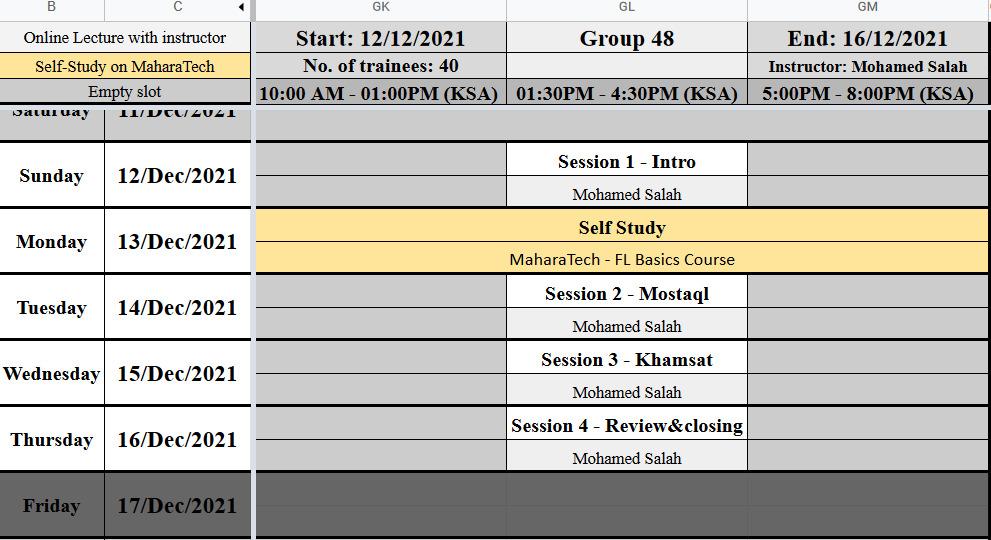 B C GK GL GM
Online Lecture with instructor Start: 12/12/2021 Group 48 End: 16/12/2021
Self-Study on MaharaTech No. of trainees: 40 Instructor: Mohamed Salah
Empty slot 10:00 AM - 01:00PM (KSA) 01:30PM - 4:30PM (KSA) 5:00PM - 8:00PM (KSA)
Saturday 11/Dec/2021
Sunday 12/Dec/2021 Session 1 - Intro
Mohamed Salah
Monday 13/Dec/2021 Self Study
MaharaTech - FL Basics Course
Tuesday 14/Dec/2021 Session 2 - Mostaql
Mohamed Salah
Wednesday 15/Dec/2021 Session 3 - Khamsat
Mohamed Salah
Thursday 16/Dec/2021 Session 4 - Review&closing
Mohamed Salah
Friday 17/Dec/2021